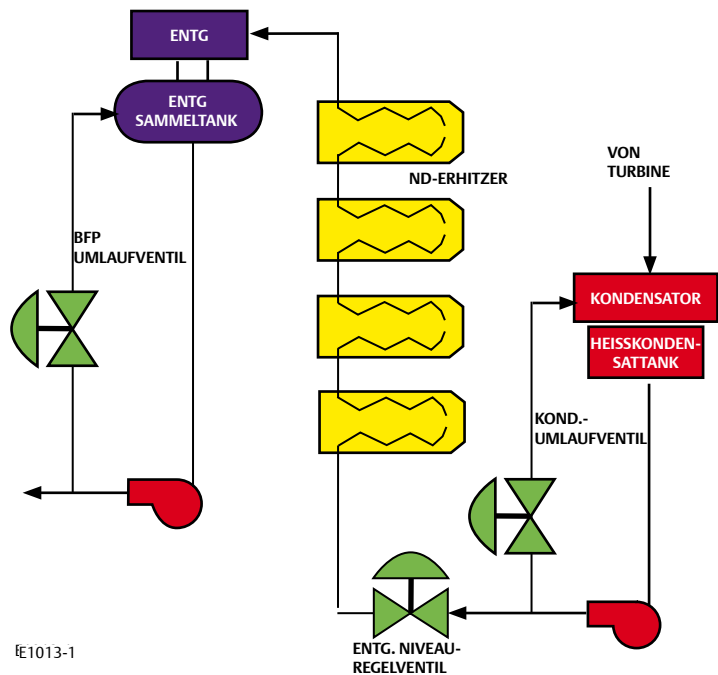 ENTG
ENTG
SAMMELTANK
ND-ERHITZER
VON
TURBINE
BFP
UMLAUFVENTIL
KONDENSATOR
HEISSKONDEN-
SATTANK
KOND.-
UMLAUFVENTIL
ENTG. NIVEAU-
REGELVENTIL
E1013-1